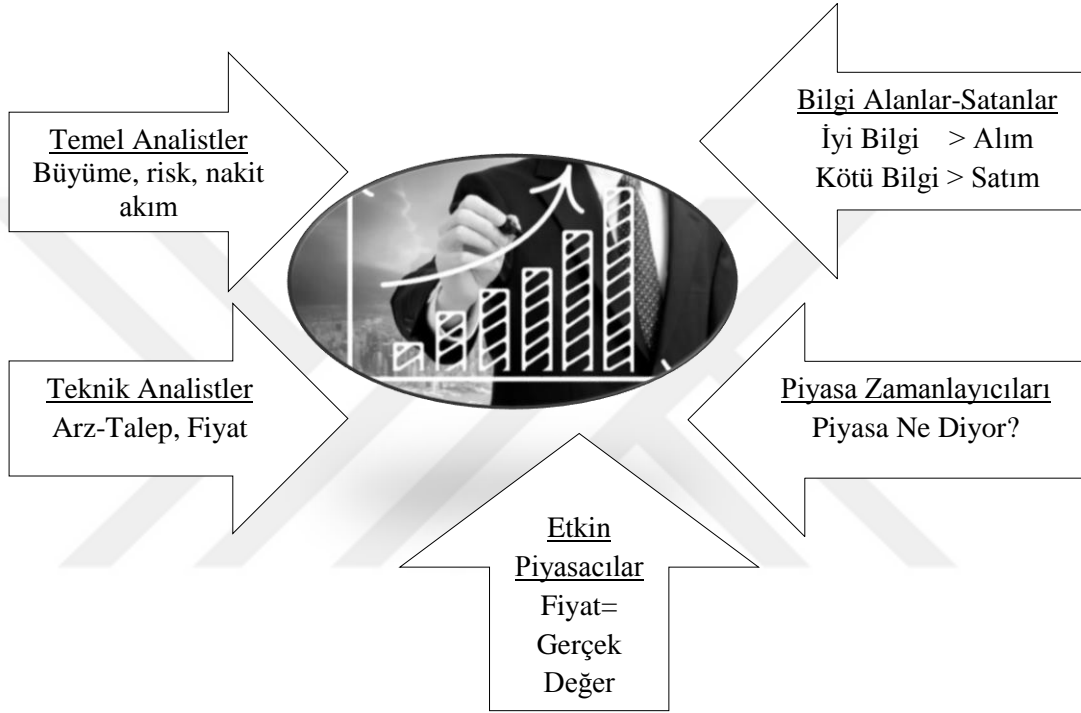 Temel Analistler
Büyüme, risk, nakit
akım
Bilgi Alanlar-Satanlar
İyi Bilgi > Alım
Kötü Bilgi > Satım
Teknik Analistler
Arz-Talep, Fiyat
Piyasa Zamanlayıcıları
Piyasa Ne Diyor?
Etkin
Piyasacılar
Fiyat=
Gerçek
Değer